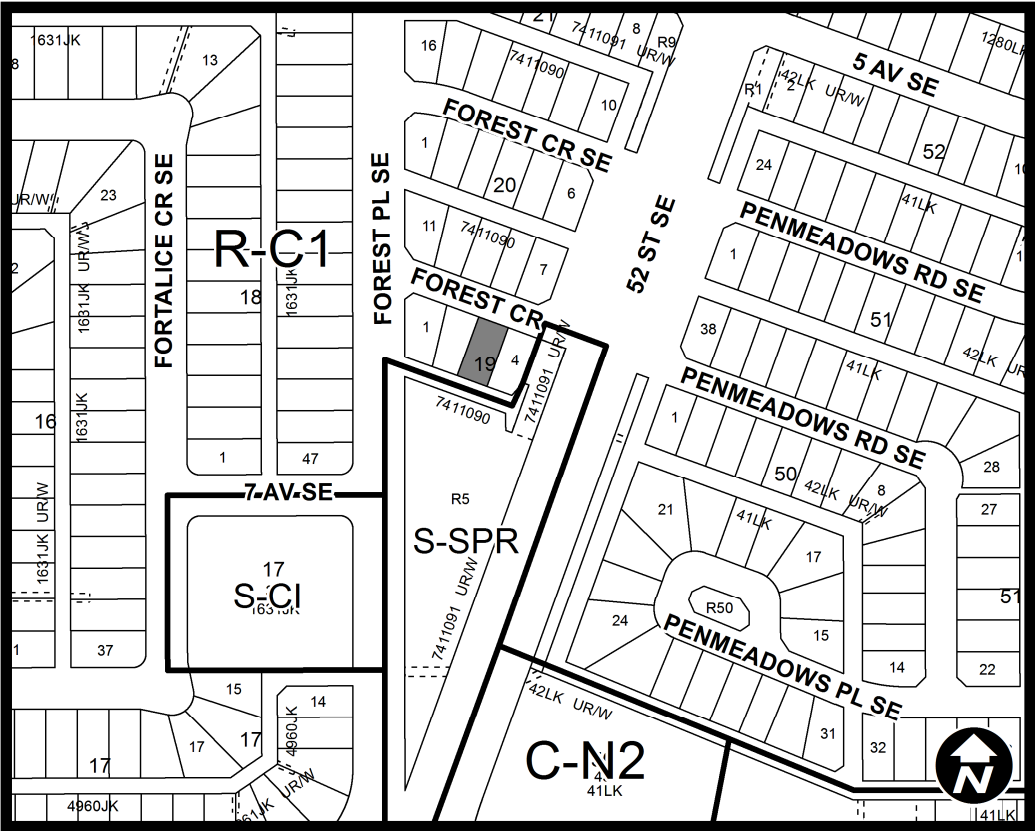 21
8
R9
7411091 UR/W
1631JK
13
16
7411090
10
5 AV SE
1280LK
8
R1
2
42LK UR/W
FOREST CR SE
1
20
6
52
10
24
41LK
23
UR/W
FORTALICE CR SE
FOREST PL SE
11
7411090
7
52 ST SE
PENMEADOWS RD SE
1
R-C1
1631JK UR/W
18
1631JK
2
FOREST CR
1
19
4
7411091 UR/W
51
38
41LK
42LK UR/
7411090
PENMEADOWS RD SE
1
16
1631JK
1
47
50
42LK UR/W
8
28
7 AV SE
R5
S-SPR
21
41LK
17
27
1631JK UR/W
17
S-CI
1631JK
7411091 UR/W
R50
51
24
15
PENMEADOWS PL SE
1
37
14
22
15
14
42LK UR/W
17
17
4960JK
31
32
17
C-N2
41LK
N
4960JK
UR/W
41LK